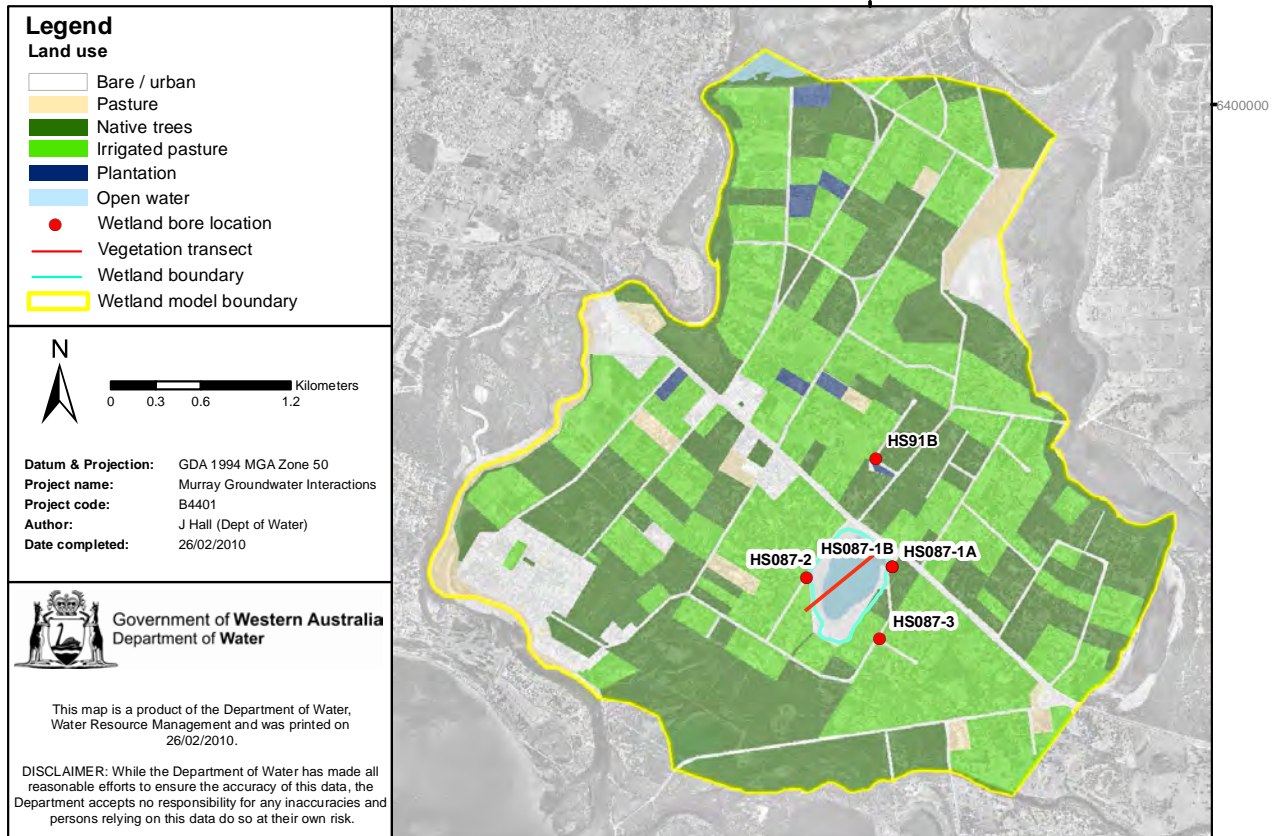 Legend
Land use
Bare / urban
Pasture
Native trees
Irrigated pasture
Plantation
Open water
Wetland bore location
Vegetation transect
Wetland boundary
Wetland model boundary
N
Kilometers
0 0.3 0.6 1.2
Datum & Projection: GDA 1994 MGA Zone 50
Project name: Murray Groundwater Interactions
Project code: B4401
Author: J Hall (Dept of Water)
Date completed: 26/02/2010
Government of Western Australia
Department of Water
This map is a product of the Department of Water,
Water Resource Management and was printed on
26/02/2010.
DISCLAIMER: While the Department of Water has made all
reasonable efforts to ensure the accuracy of this data, the
Department accepts no responsibility for any inaccuracies and
persons relying on this data do so at their own risk.
6400000
HS91B
HS087-1B
HS087-1A
HS087-2
HS087-3